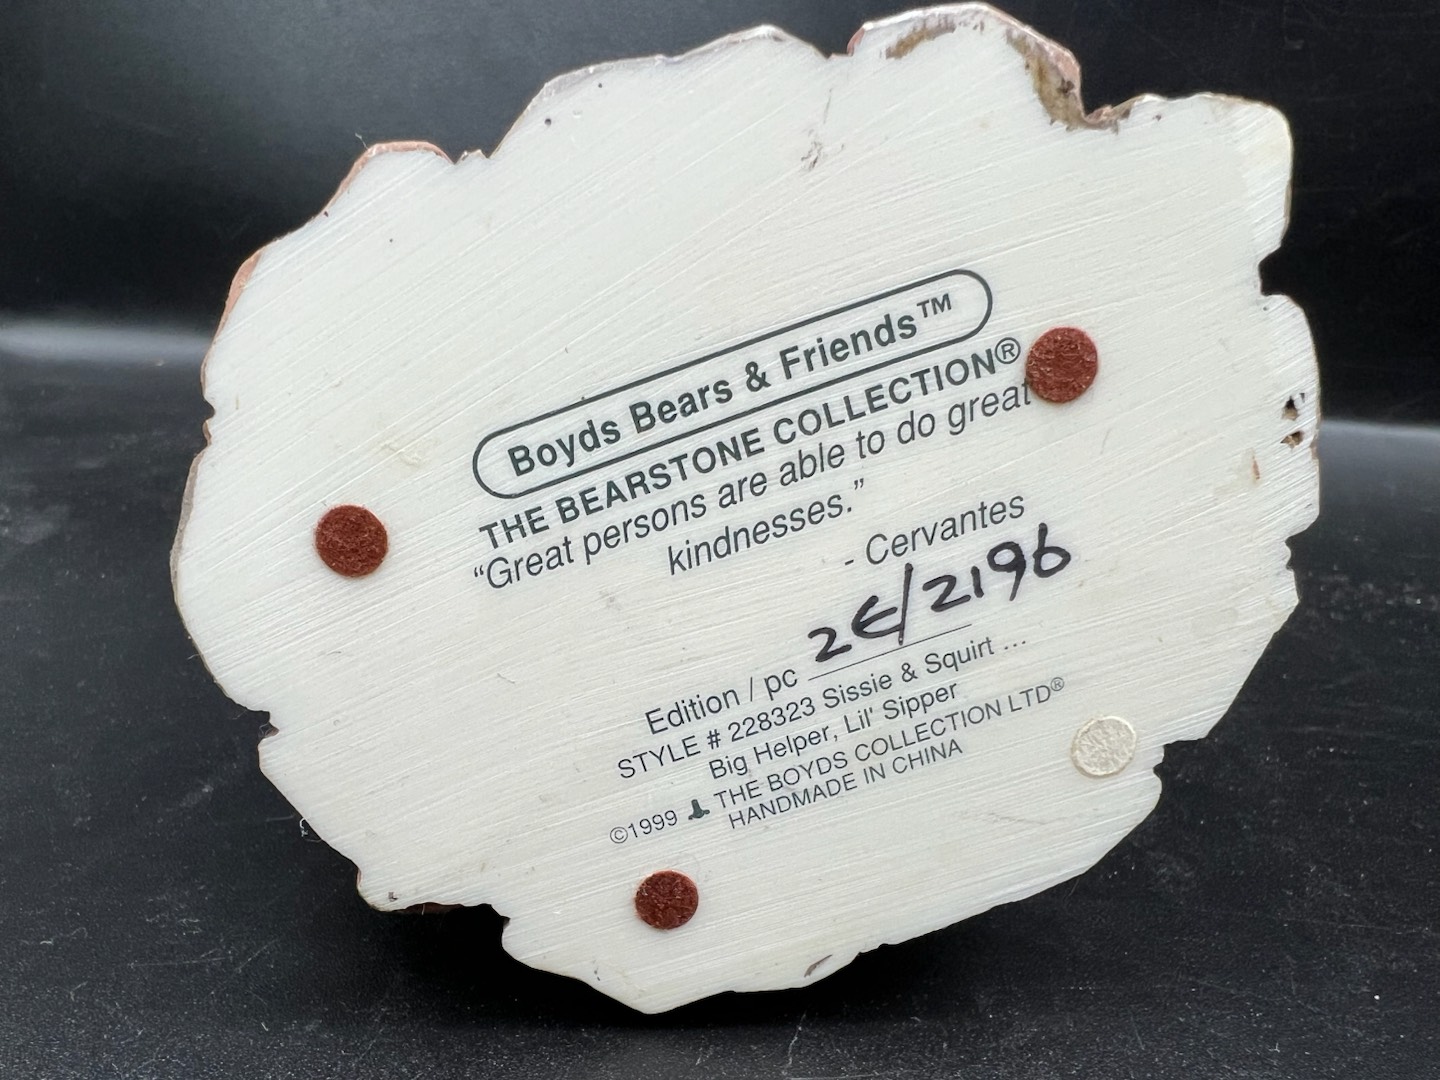 Boyds Bears & Friends™
THE BEARSTONE COLLECTION®
“Great persons are able to do great
kindnesses.”
- Cervantes
Edition / pc 2E/2196
STYLE # 228323 Sissie & Squirt ...
Big Helper, Lil' Sipper
©1999 THE BOYDS COLLECTION LTD®
HANDMADE IN CHINA